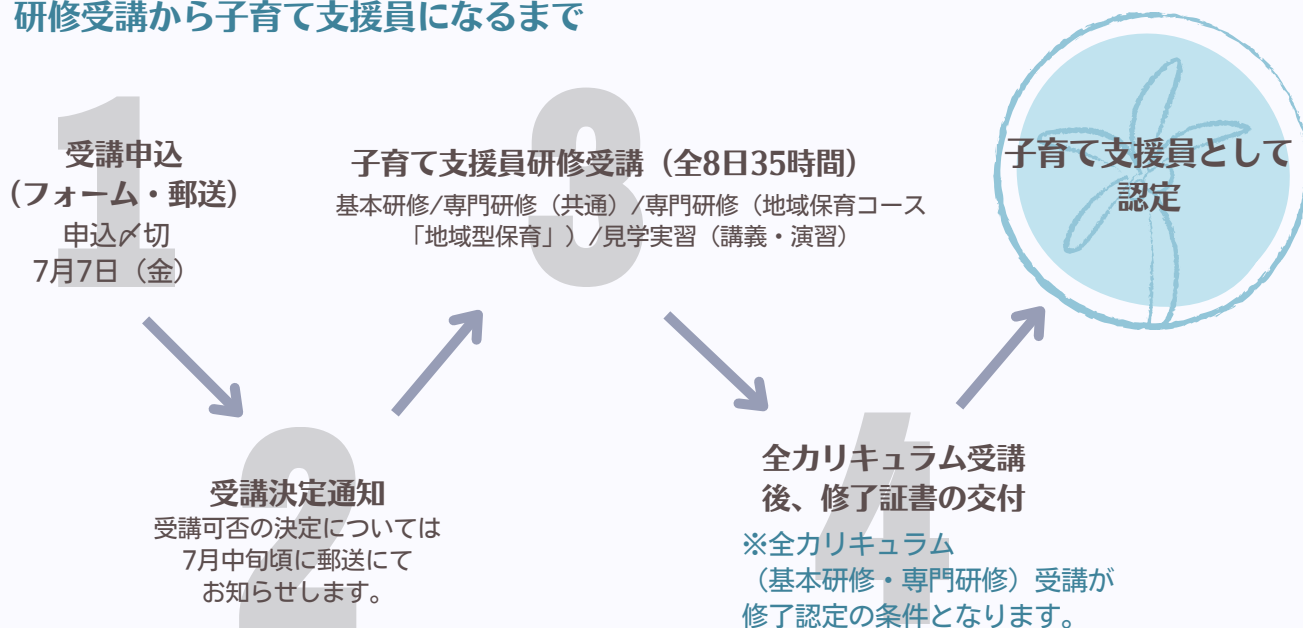 研修受講から子育て支援員になるまで
1
受講申込
（フォーム・郵送）
申込〆切
7月7日（金）
2
受講決定通知
受講可否の決定については
7月中旬頃に郵送にて
お知らせします。
3
子育て支援員研修受講（全8日35時間）
基本研修/専門研修（共通）/専門研修（地域保育コース
「地域型保育」）/見学実習（講義・演習）
4
全カリキュラム受講
後、修了証書の交付
※全カリキュラム
（基本研修・専門研修）受講が
修了認定の条件となります。
子育て支援員として
認定